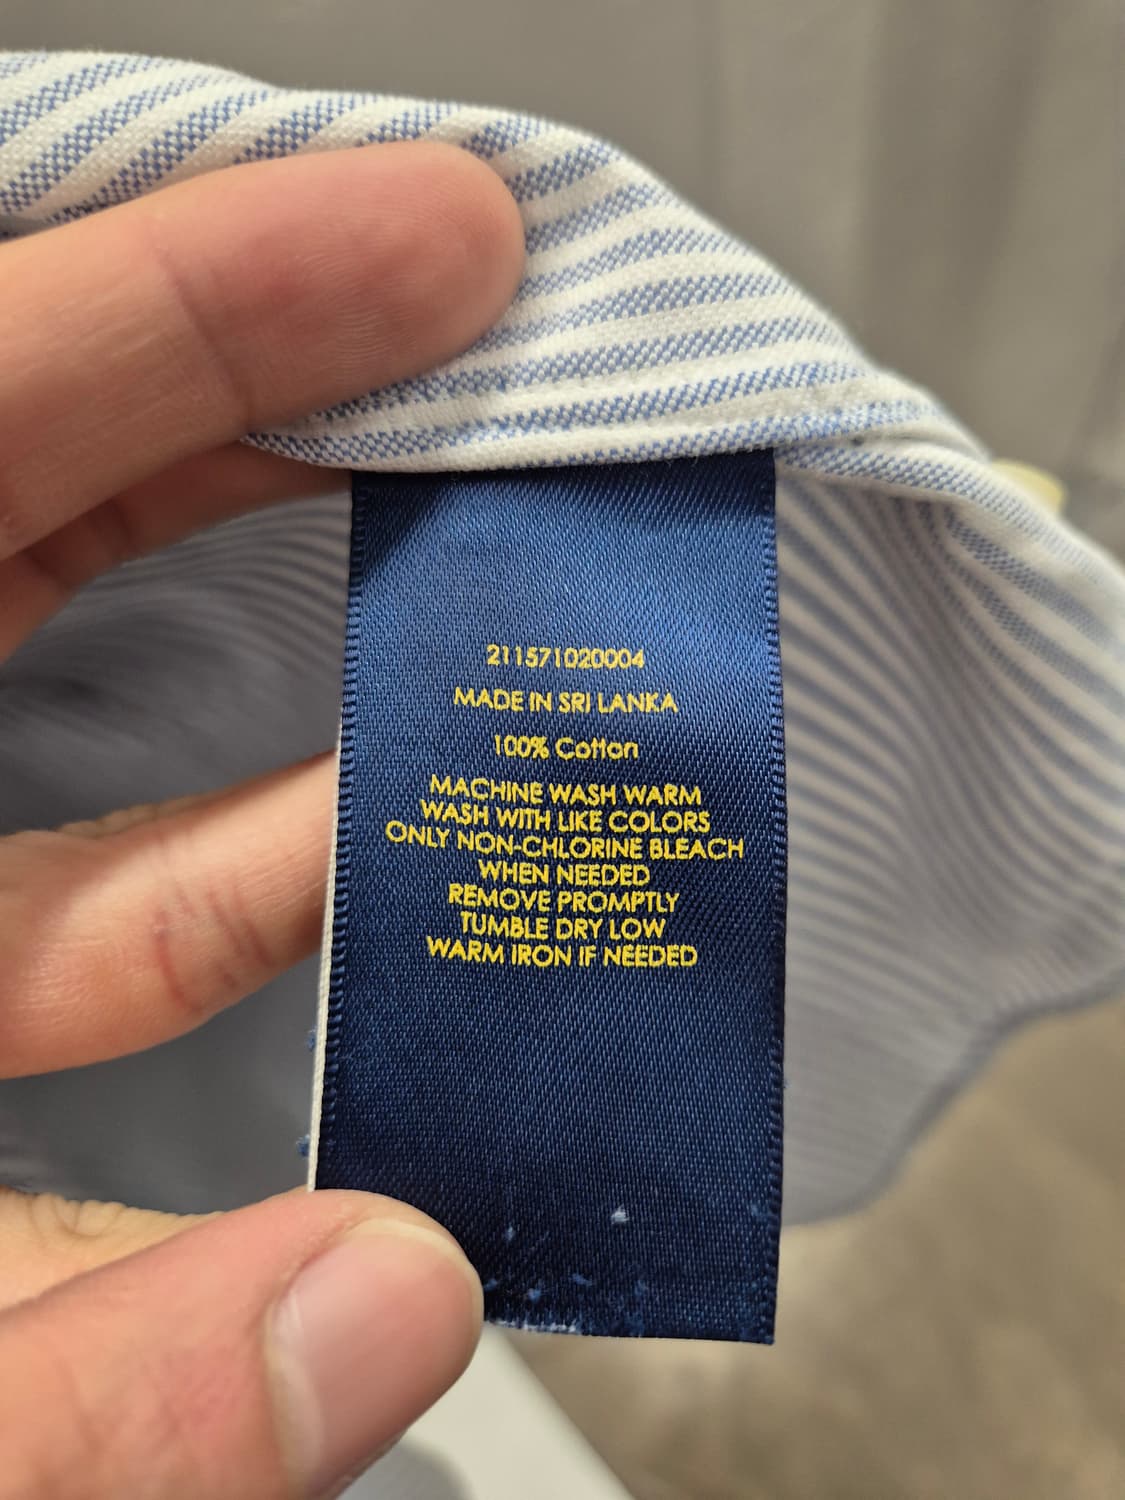 211571020004
MADE IN SRI LANKA
100% Cotton
MACHINE WASH WARM
WASH WITH LIKE COLORS
ONLY NON-CHLORINE BLEACH
WHEN NEEDED
REMOVE PROMPTLY
TUMBLE DRY LOW
WARM IRON IF NEEDED